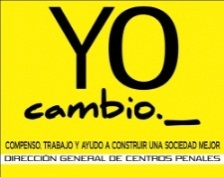 YO
cambio._
COMPENSO, TRABAJO Y AYUDO A CONSTRUIR UNA SOCIEDAD MEJOR
DIRECCIÓN GENERAL DE CENTROS PENALES